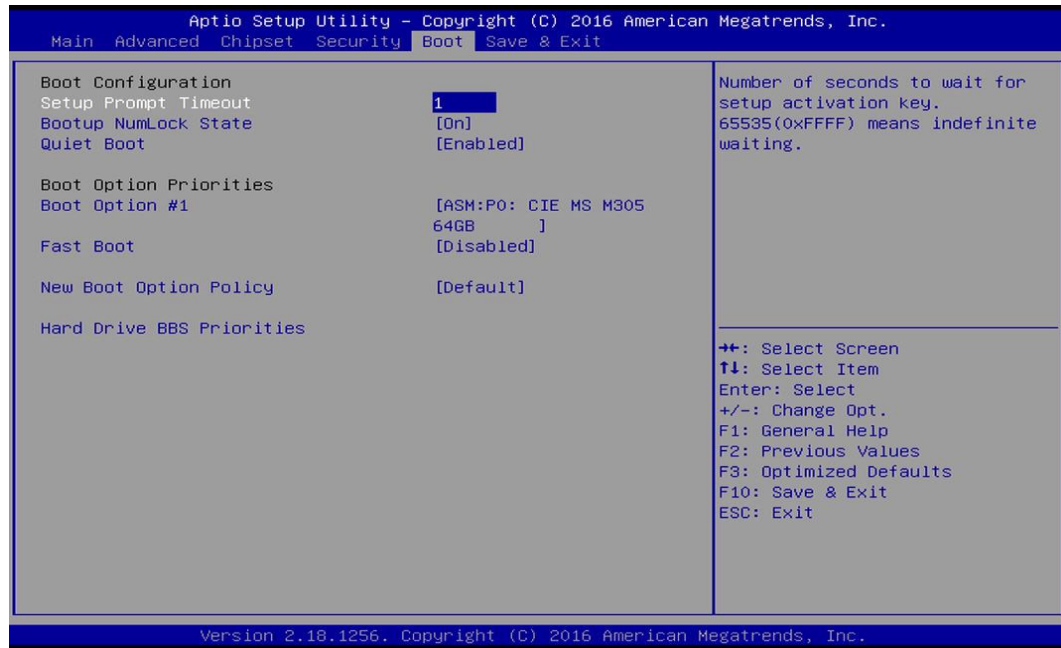 Aptio Setup Utility – Copyright (C) 2016 American Megatrends, Inc.
Main Advanced Chipset Security Boot Save & Exit
Boot Configuration
Setup Prompt Timeout 1
Bootup NumLock State [On]
Quiet Boot [Enabled]
Boot Option Priorities
Boot Option #1 [ASM:P0: CIE MS M305
64GB ]
Fast Boot [Disabled]
New Boot Option Policy [Default]
Hard Drive BBS Priorities
Number of seconds to wait for
setup activation key.
65535(0xFFFF) means indefinite
waiting.
→←: Select Screen
↑↓: Select Item
Enter: Select
+/-: Change Opt.
F1: General Help
F2: Previous Values
F3: Optimized Defaults
F10: Save & Exit
ESC: Exit
Version 2.18.1256. Copyright (C) 2016 American Megatrends, Inc.